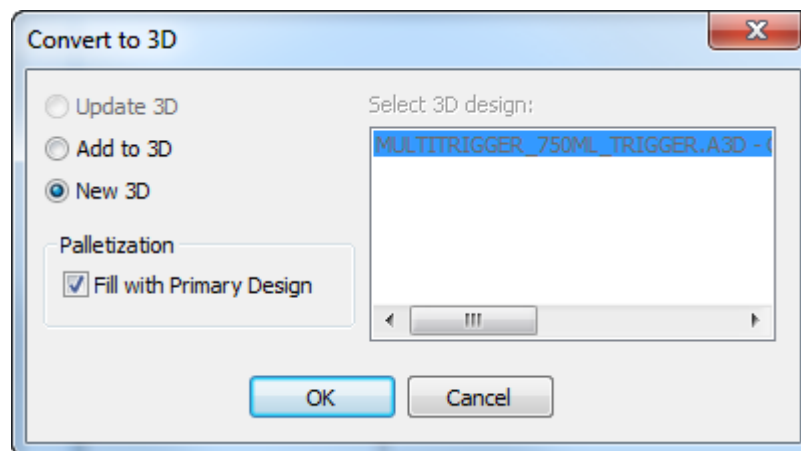 Convert to 3D
Update 3D
Add to 3D
New 3D
Palletization
Fill with Primary Design
Select 3D design:
MULTITRIGGER_750ML_TRIGGER.A3D -
OK
Cancel